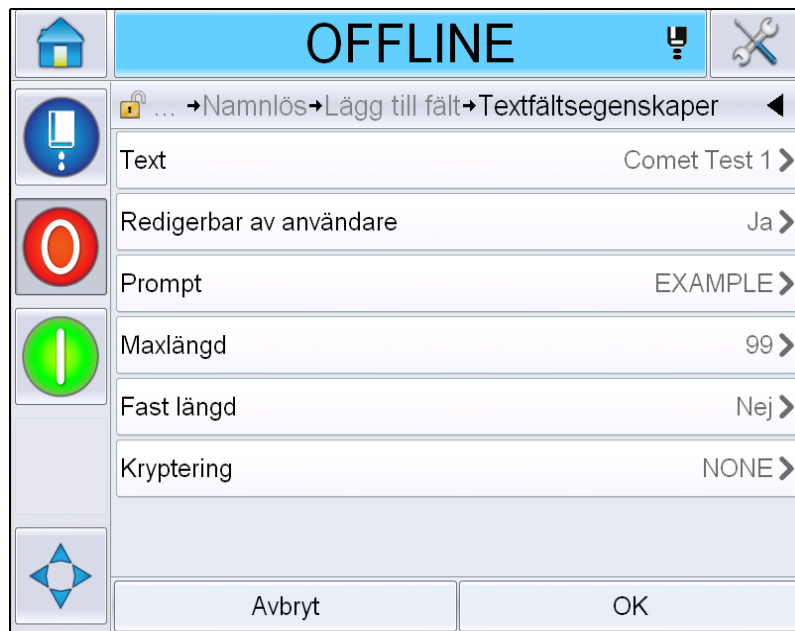 OFFLINE
... →Namnlös→Lägg till fält→Textfältsegenskaper
Text Comet Test 1
Redigerbar av användare Ja
Prompt EXAMPLE
Maxlängd 99
Fast längd Nej
Kryptering NONE
Avbryt OK